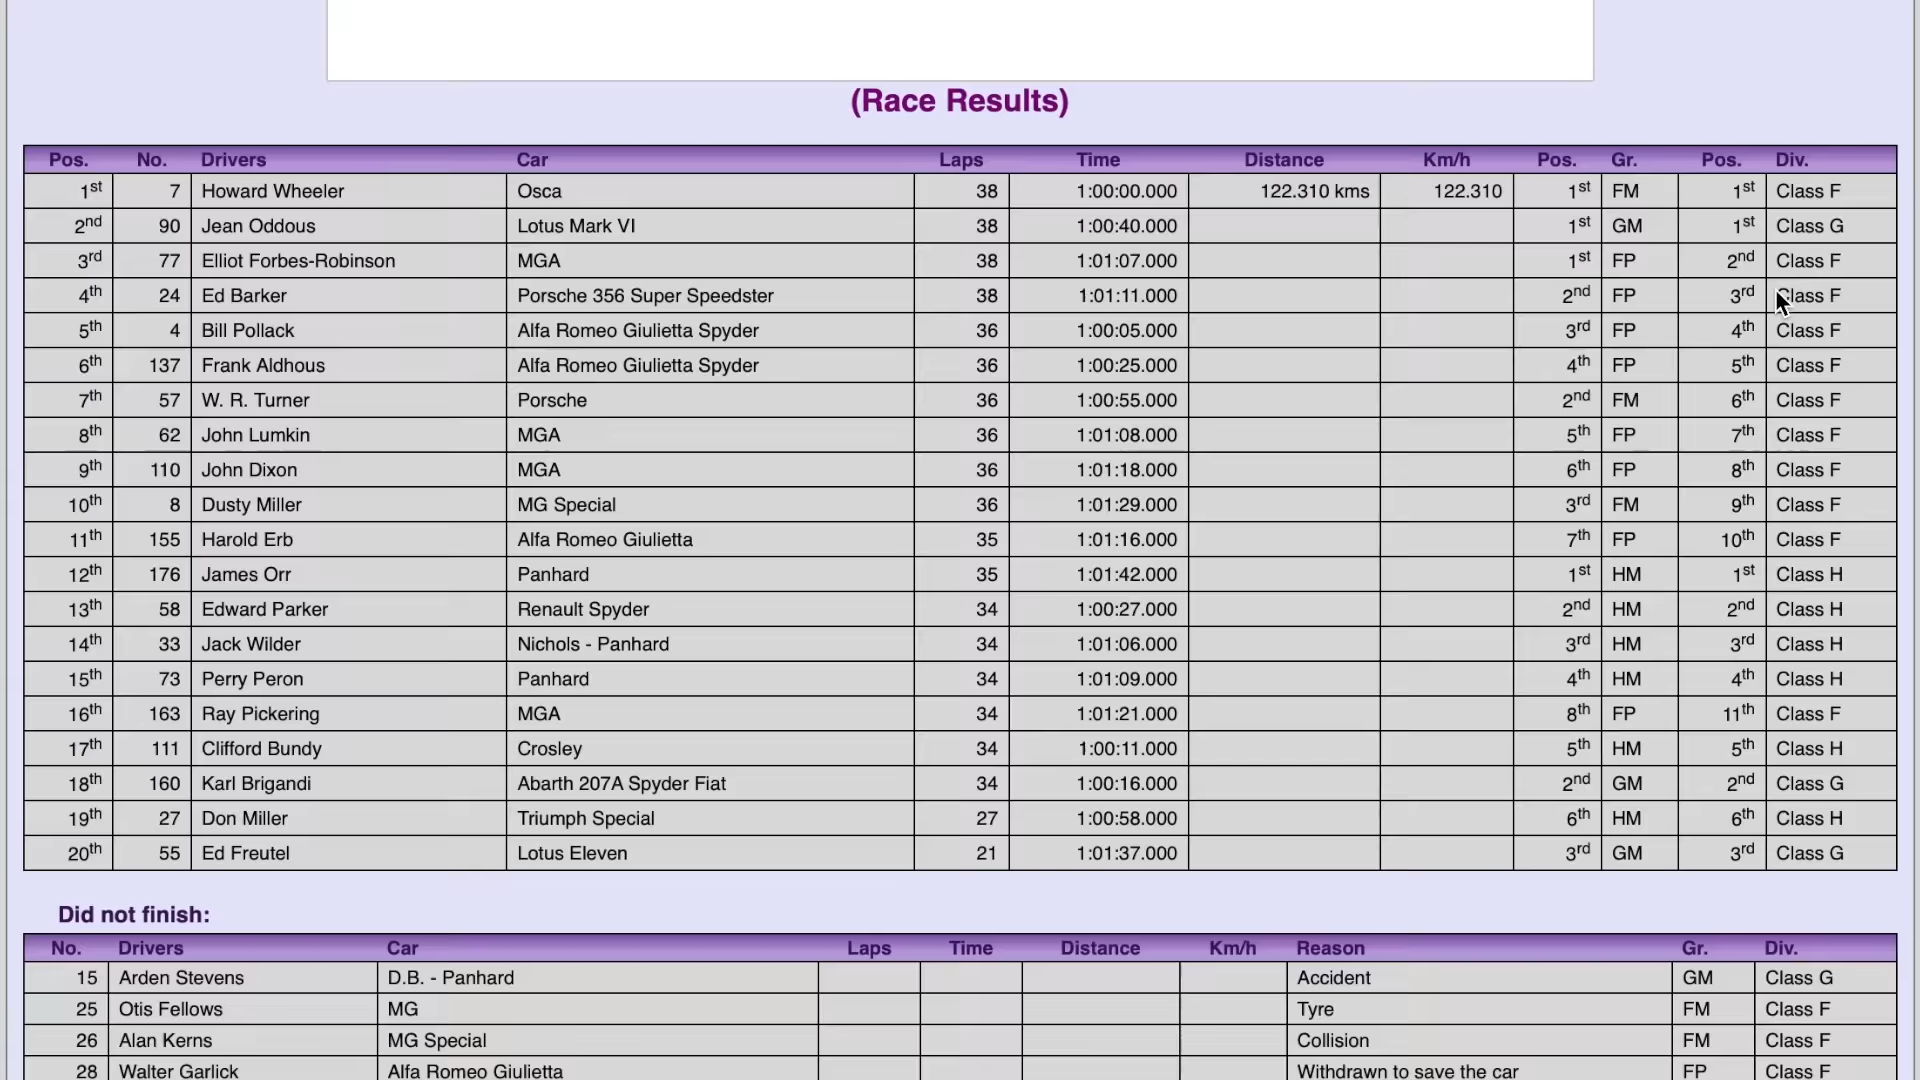 (Race Results)
Pos. No. Drivers Car Laps Time Distance Km/h Pos. Gr. Pos. Div.
1st 7 Howard Wheeler Osca 38 1:00:00.000 122.310 kms 122.310 1st FM 1st Class F
2nd 90 Jean Oddous Lotus Mark VI 38 1:00:40.000 1st GM 1st Class G
3rd 77 Elliot Forbes-Robinson MGA 38 1:01:07.000 1st FP 2nd Class F
4th 24 Ed Barker Porsche 356 Super Speedster 38 1:01:11.000 2nd FP 3rd Class F
5th 4 Bill Pollack Alfa Romeo Giulietta Spyder 36 1:00:05.000 3rd FP 4th Class F
6th 137 Frank Aldhous Alfa Romeo Giulietta Spyder 36 1:00:25.000 4th FP 5th Class F
7th 57 W. R. Turner Porsche 36 1:00:55.000 2nd FM 6th Class F
8th 62 John Lumkin MGA 36 1:01:08.000 5th FP 7th Class F
9th 110 John Dixon MGA 36 1:01:18.000 6th FP 8th Class F
10th 8 Dusty Miller MG Special 36 1:01:29.000 3rd FM 9th Class F
11th 155 Harold Erb Alfa Romeo Giulietta 35 1:01:16.000 7th FP 10th Class F
12th 176 James Orr Panhard 35 1:01:42.000 1st HM 1st Class H
13th 58 Edward Parker Renault Spyder 34 1:00:27.000 2nd HM 2nd Class H
14th 33 Jack Wilder Nichols - Panhard 34 1:01:06.000 3rd HM 3rd Class H
15th 73 Perry Peron Panhard 34 1:01:09.000 4th HM 4th Class H
16th 163 Ray Pickering MGA 34 1:01:21.000 8th FP 11th Class F
17th 111 Clifford Bundy Crosley 34 1:00:11.000 5th HM 5th Class H
18th 160 Karl Brigandi Abarth 207A Spyder Fiat 34 1:00:16.000 2nd GM 2nd Class G
19th 27 Don Miller Triumph Special 27 1:00:58.000 6th HM 6th Class H
20th 55 Ed Freutel Lotus Eleven 21 1:01:37.000 3rd GM 3rd Class G
Did not finish:
No. Drivers Car Laps Time Distance Km/h Reason Gr. Div.
15 Arden Stevens D.B. - Panhard Accident GM Class G
25 Otis Fellows MG Tyre FM Class F
26 Alan Kerns MG Special Collision FM Class F
28 Walter Garlick Alfa Romeo Giulietta Withdrawn to save the car FP Class F